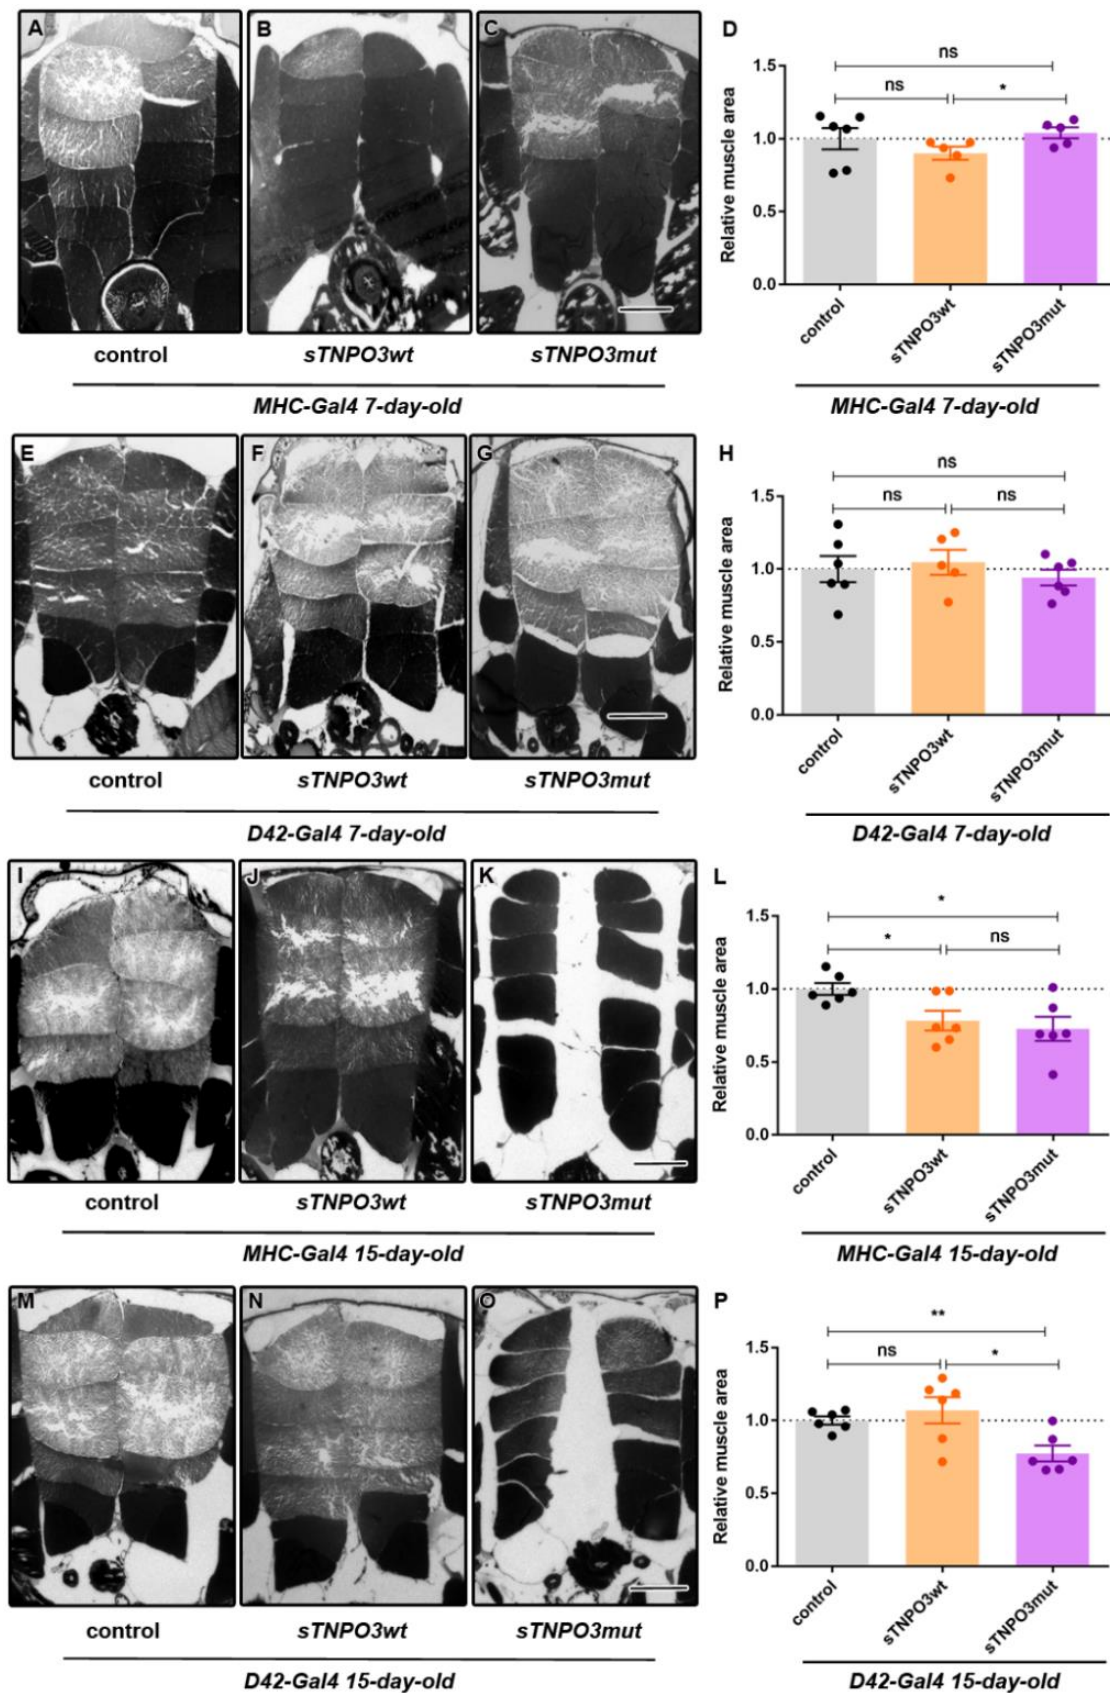 A
B
C
control
sTNPO3wt
sTNPO3mut
MHC-Gal4 7-day-old
D
ns
ns
*
1.5
1.0
0.5
0.0
Relative muscle area
control
sTNPO3wt
sTNPO3mut
MHC-Gal4 7-day-old
E
F
G
control
sTNPO3wt
sTNPO3mut
D42-Gal4 7-day-old
H
ns
ns
ns
1.5
1.0
0.5
0.0
Relative muscle area
control
sTNPO3wt
sTNPO3mut
D42-Gal4 7-day-old
I
J
K
control
sTNPO3wt
sTNPO3mut
MHC-Gal4 15-day-old
L
*
*
ns
1.5
1.0
0.5
0.0
Relative muscle area
control
sTNPO3wt
sTNPO3mut
MHC-Gal4 15-day-old
M
N
O
control
sTNPO3wt
sTNPO3mut
D42-Gal4 15-day-old
P
**
ns
*
1.5
1.0
0.5
0.0
Relative muscle area
control
sTNPO3wt
sTNPO3mut
D42-Gal4 15-day-old